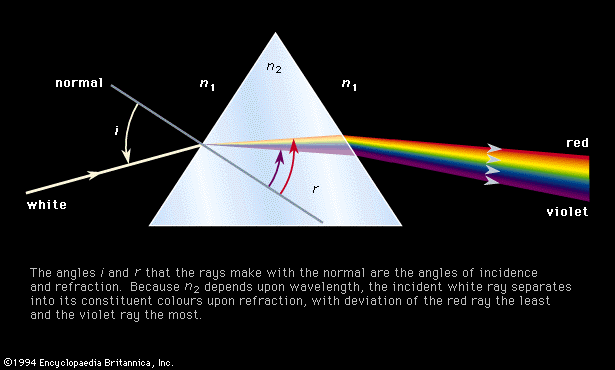 n1
n2
n1
normal
i
red
r
white
violet
The angles i and r that the rays make with the normal are the angles of incidence
and refraction. Because n2 depends upon wavelength, the incident white ray separates
into its constituent colours upon refraction, with deviation of the red ray the least
and the violet ray the most.
©1994 Encyclopaedia Britannica, Inc.